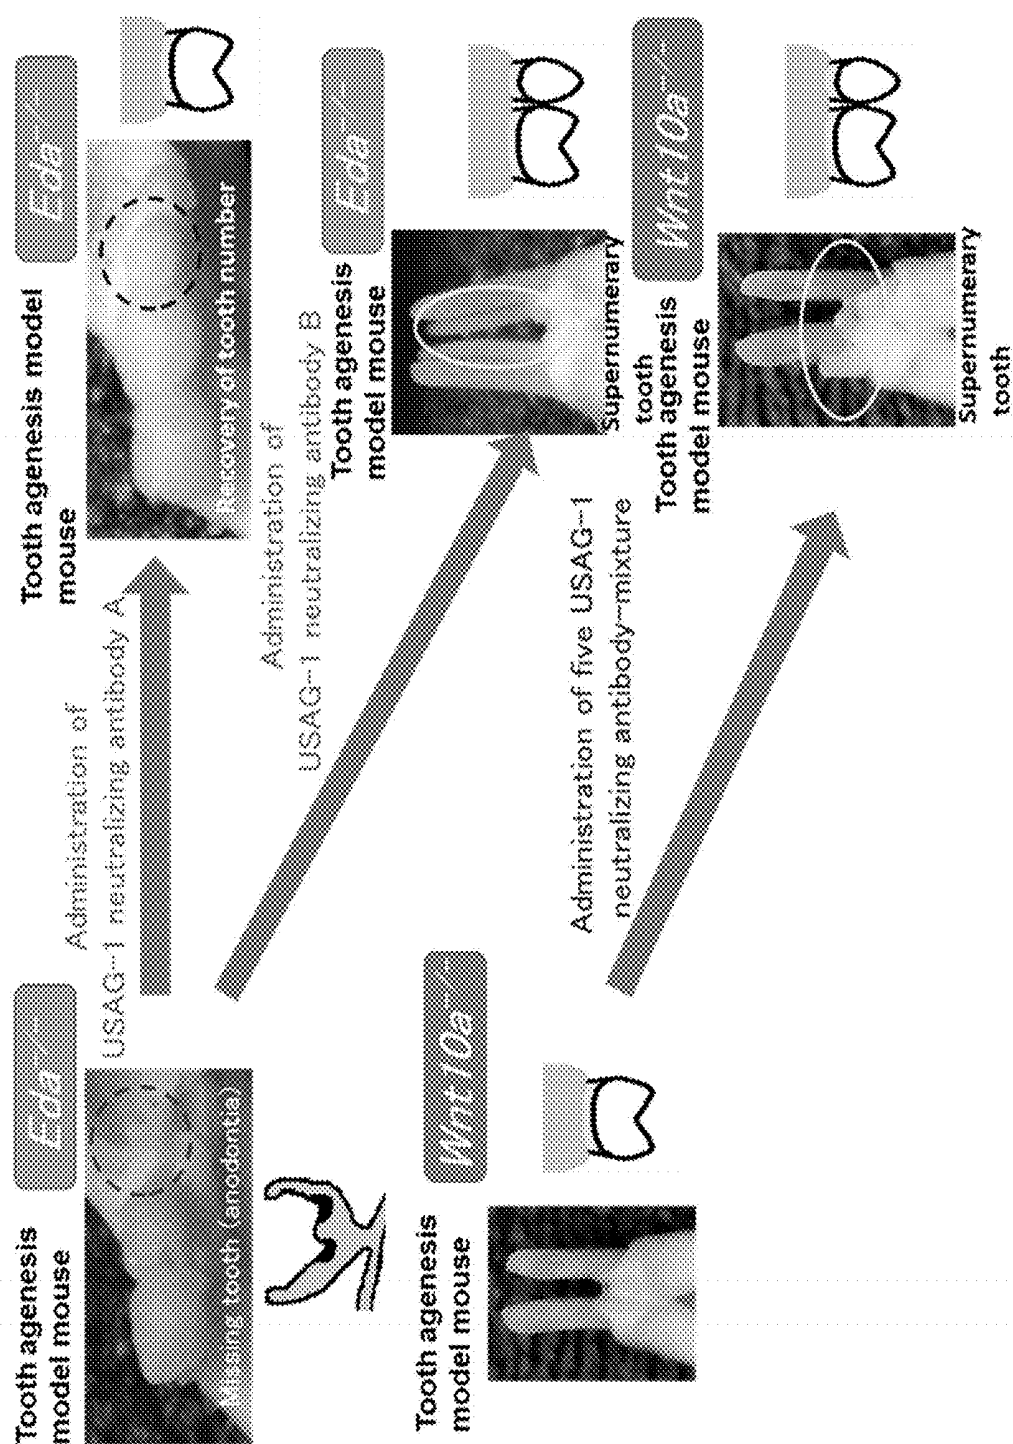 Tooth agenesis
model mouse
Eda
Missing tooth (anodontia)
Administration of
USAG-1 neutralizing antibody A
Tooth agenesis model
mouse
Eda
Recovery of tooth number
Administration of
USAG-1 neutralizing antibody B
Tooth agenesis
model mouse
Eda
Supernumerary
tooth
Tooth agenesis
model mouse
Wnt10a
Administration of five USAG-1
neutralizing antibody-mixture
Tooth agenesis
model mouse
Wnt10a
Supernumerary
tooth